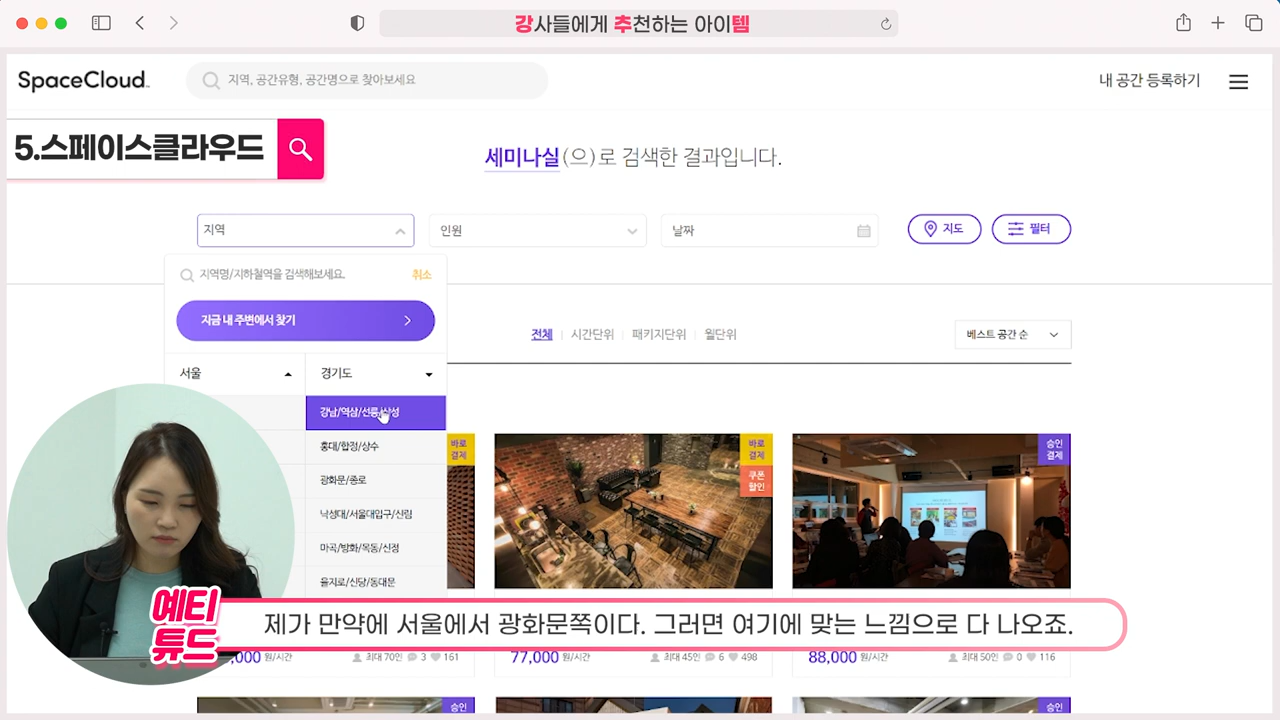 강사들에게 추천하는 아이템
SpaceCloud
지역, 공간유형, 공간명으로 찾아보세요
내 공간 등록하기
5.스페이스클라우드
세미나실(으)로 검색한 결과입니다.
지역
인원
날짜
지도
필터
지역명/지하철역을 검색해보세요.
취소
지금 내 주변에서 찾기
전체
시간단위
패키지단위
월단위
베스트 공간 순
서울
경기도
강남/역삼/선릉/삼성
홍대/합정/상수
광화문/종로
낙성대/서울대입구/신림
마곡/방화/목동/신정
을지로/신당/동대문
바로
결제
바로
결제
쿠폰
할인
승인
결제
예티
튜드
제가 만약에 서울에서 광화문쪽이다. 그러면 여기에 맞는 느낌으로 다 나오죠.
,000 원/시간
최대 70인 3 161
77,000 원/시간
최대 45인 6 498
88,000 원/시간
최대 50인 0 116
승인
승인